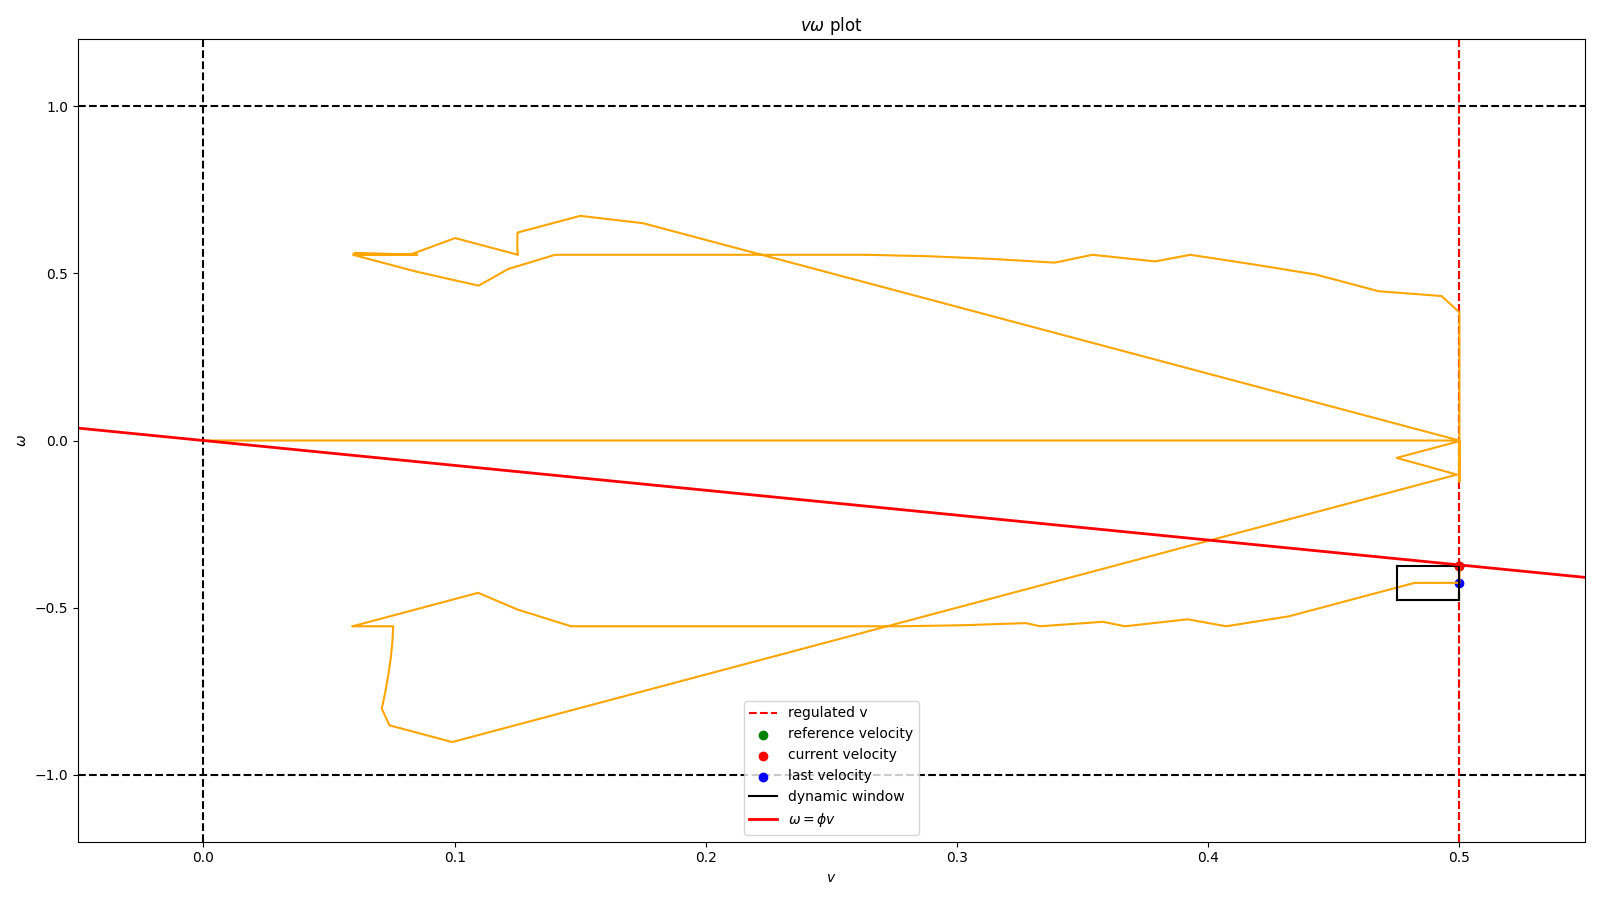 vω plot
1.0
0.5
0.0
−0.5
−1.0
ω
0.0 0.1 0.2 0.3 0.4 0.5
v
regulated v
reference velocity
current velocity
last velocity
dynamic window
ω = ϕv